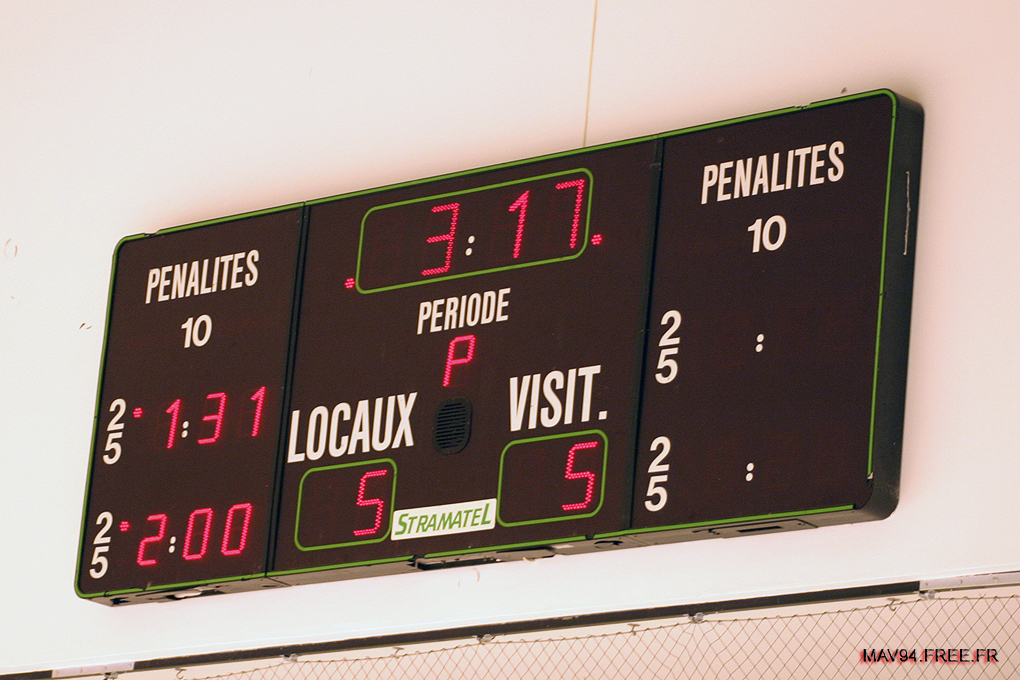 PENALITES
10
2 1:31
5
2 2:00
5
3:17
PERIODE
P
LOCAUX VISIT.
5 5
STRAMATEL
PENALITES
10
2 :
5
2 :
5
MAV94.FREE.FR